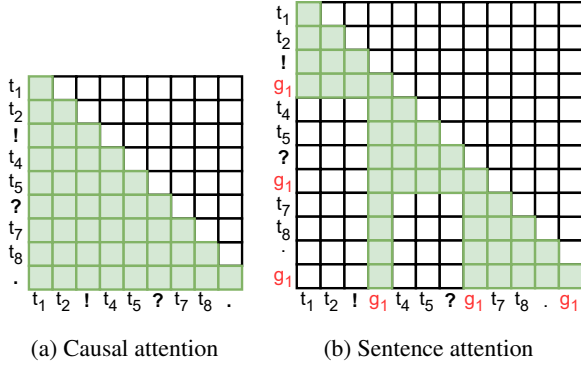 t1
t2
!
t4
t5
?
t7
t8
.
t1 t2 ! t4 t5 ? t7 t8 .
(a) Causal attention
t1
t2
!
g1
t4
t5
?
g1
t7
t8
.
g1
t1 t2 ! g1 t4 t5 ? g1 t7 t8 . g1
(b) Sentence attention